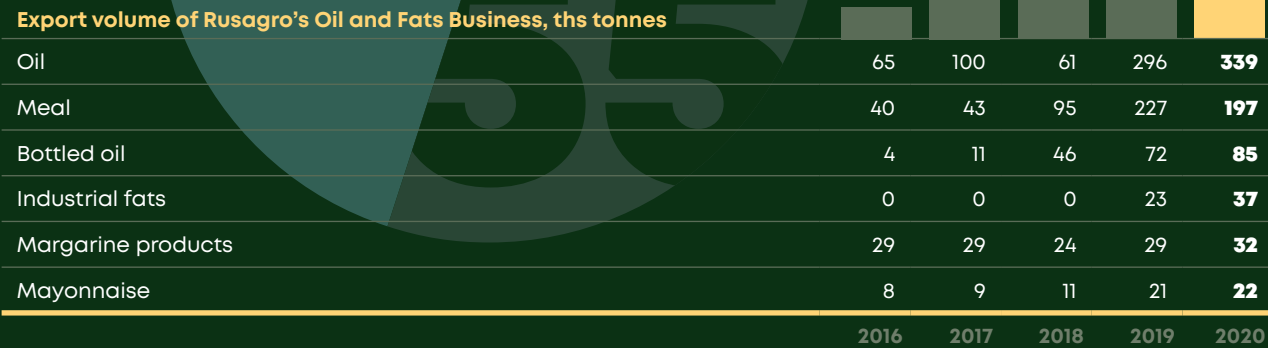 Export volume of Rusagro’s Oil and Fats Business, ths tonnes
55
Oil 65 100 61 296 339
Meal 40 43 95 227 197
Bottled oil 4 11 46 72 85
Industrial fats 0 0 0 23 37
Margarine products 29 29 24 29 32
Mayonnaise 8 9 11 21 22
2016 2017 2018 2019 2020